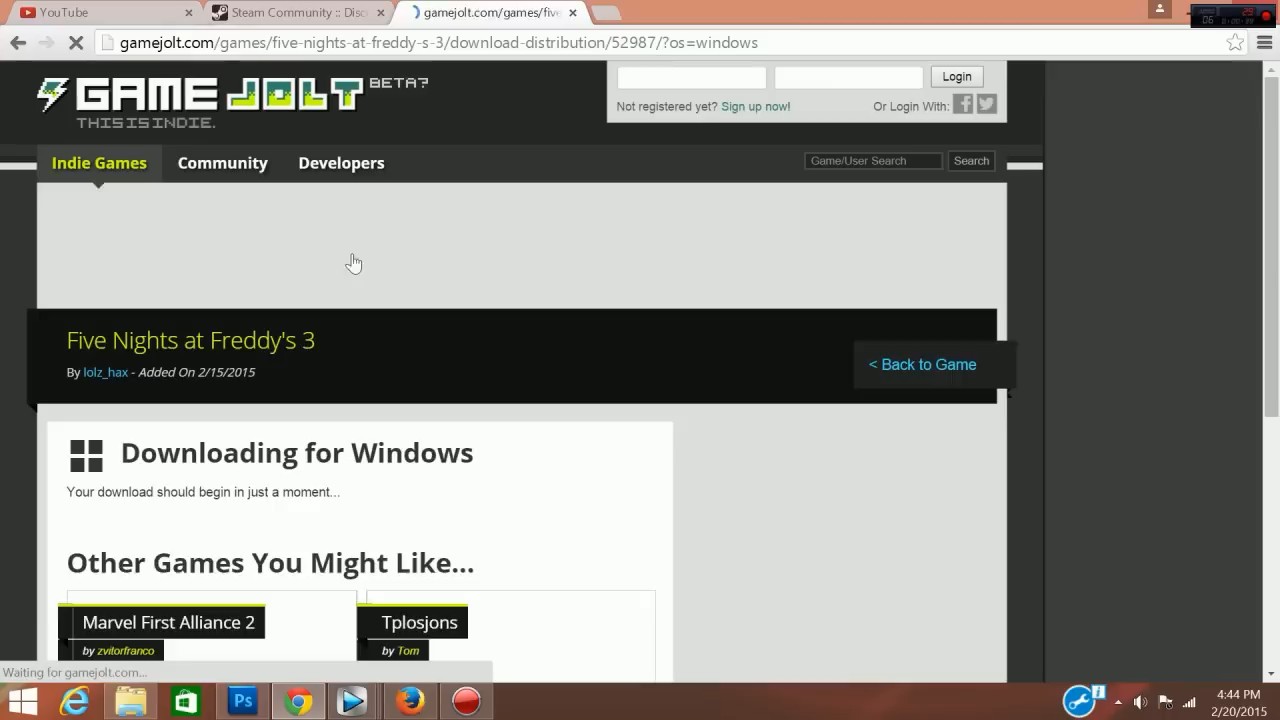 YouTube
Steam Community :: Disc
gamejolt.com/games/five
gamejolt.com/games/five-nights-at-freddy-s-3/download-distribution/52987/?os=windows
GAME JOLT BETA?
THIS IS INDIE.
Login
Not registered yet? Sign up now!
Or Login With:
Indie Games
Community
Developers
Game/User Search
Search
Five Nights at Freddy's 3
By lolz_hax - Added On 2/15/2015
< Back to Game
Downloading for Windows
Your download should begin in just a moment...
Other Games You Might Like...
Marvel First Alliance 2
Tplosjons
by zvitorfranco
by Tom
Waiting for gamejolt.com...
Ps
4:44 PM
2/20/2015